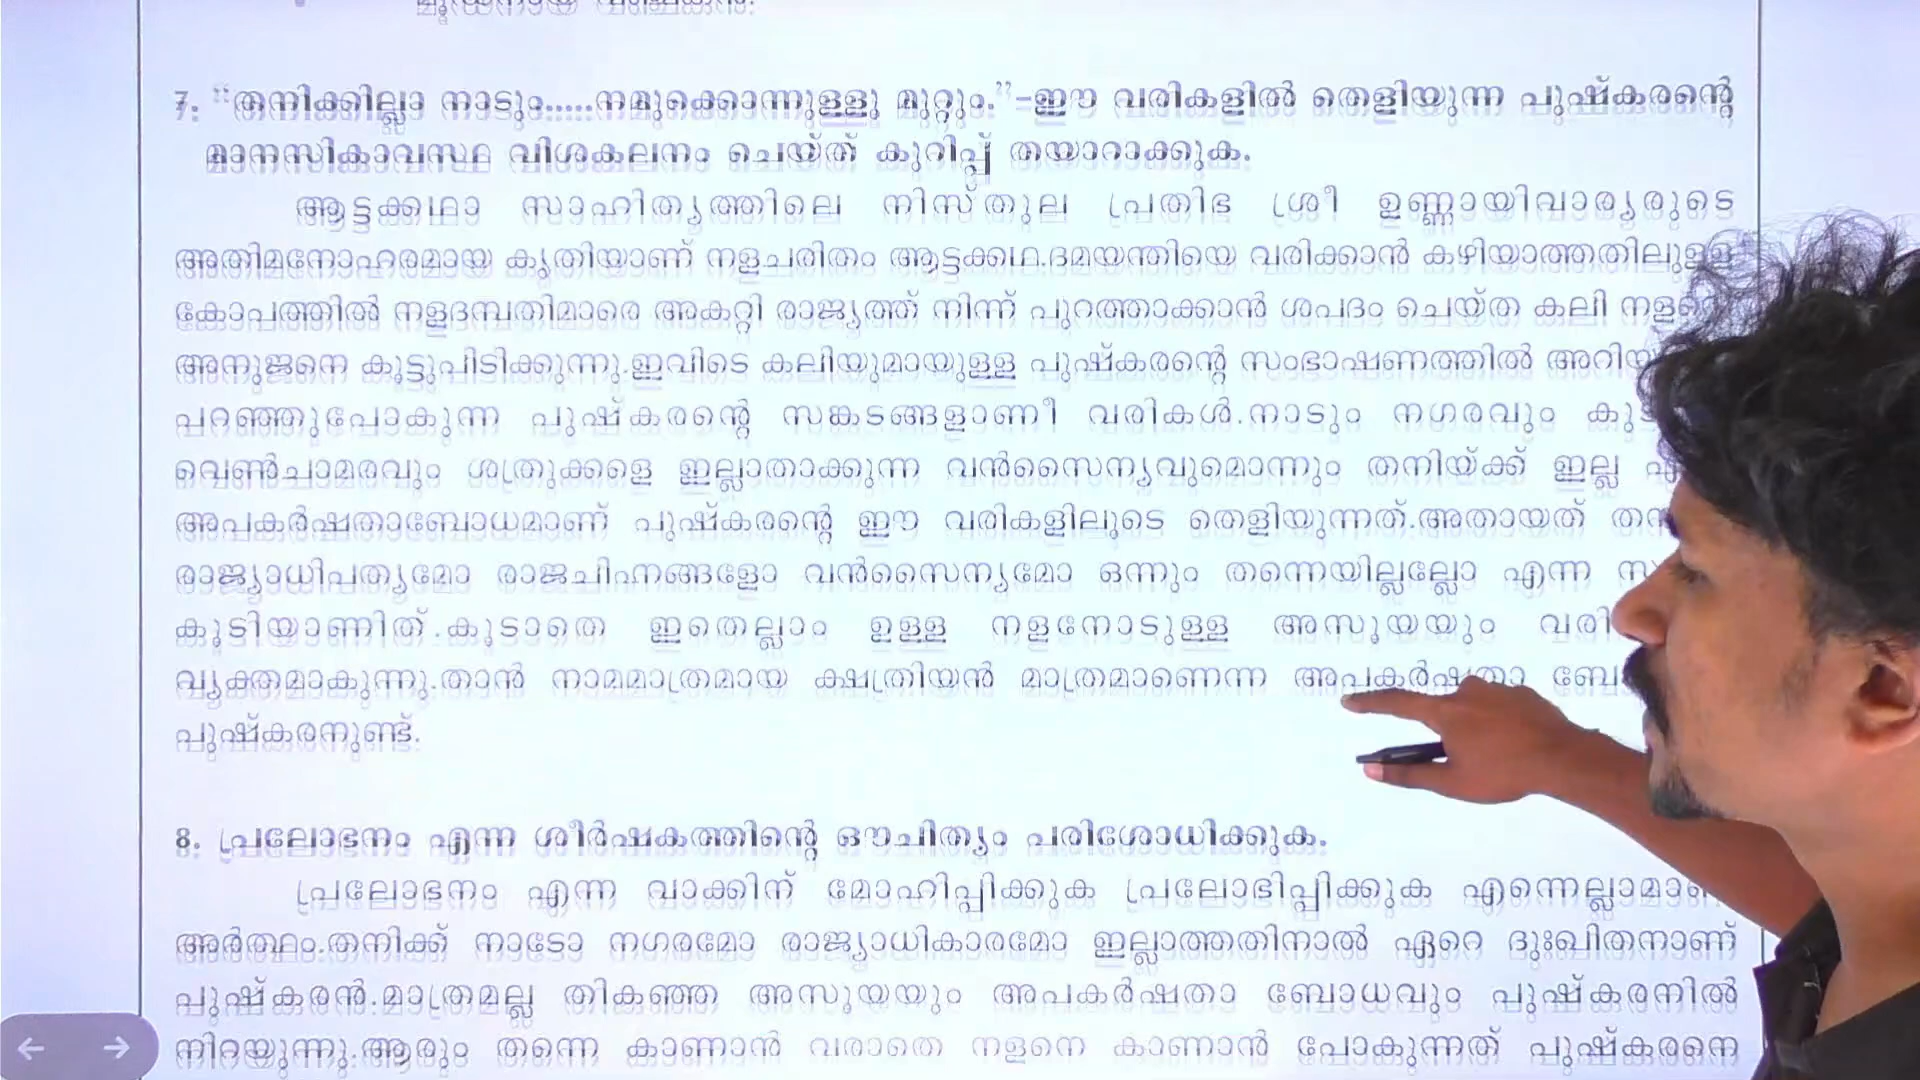 7. “തനിക്കില്ലാ നാടും.....നമുക്കൊന്നുള്ളു മുറ്റും.”-ഈ വരികളിൽ തെളിയുന്ന പുഷ്കരന്റെ
മാനസികാവസ്ഥ വിശകലനം ചെയ്ത് കുറിപ്പ് തയാറാക്കുക.
ആട്ടക്കഥാ സാഹിത്യത്തിലെ നിസ്തുല പ്രതിഭ ശ്രീ ഉണ്ണായിവാര്യരുടെ
അതിമനോഹരമായ കൃതിയാണ് നളചരിതം ആട്ടക്കഥ.ദമയന്തിയെ വരിക്കാൻ കഴിയാത്തതിലുള്ള
കോപത്തിൽ നളദമ്പതിമാരെ അകറ്റി രാജ്യത്ത് നിന്ന് പുറത്താക്കാൻ ശപദം ചെയ്ത കലി
അനുജനെ കൂട്ടുപിടിക്കുന്നു.ഇവിടെ കലിയുമായുള്ള പുഷ്കരന്റെ സംഭാഷണത്തിൽ
പറഞ്ഞുപോകുന്ന പുഷ്കരന്റെ സങ്കടങ്ങളാണീ വരികൾ.നാടും നഗരവും
വെൺചാമരവും ശത്രുക്കളെ ഇല്ലാതാക്കുന്ന വൻസൈന്യവുമൊന്നും തനിയ്ക്ക് ഇല്ല
അപകർഷതാബോധമാണ് പുഷ്കരന്റെ ഈ വരികളിലൂടെ തെളിയുന്നത്.അതായത്
രാജ്യാധിപത്യമോ രാജചിഹ്നങ്ങളോ വൻസൈന്യമോ ഒന്നും തന്നെയില്ലല്ലോ എന്ന
കൂടിയാണിത്.കൂടാതെ ഇതെല്ലാം ഉള്ള നളനോടുള്ള അസൂയയും
വ്യക്തമാകുന്നു.താൻ നാമമാത്രമായ ക്ഷത്രിയൻ മാത്രമാണെന്ന അപകർഷതാ
പുഷ്കരനുണ്ട്.
8. പ്രലോഭനം എന്ന ശീർഷകത്തിന്റെ ഔചിത്യം പരിശോധിക്കുക.
പ്രലോഭനം എന്ന വാക്കിന് മോഹിപ്പിക്കുക പ്രലോഭിപ്പിക്കുക
അർത്ഥം.തനിക്ക് നാടോ നഗരമോ രാജ്യാധികാരമോ ഇല്ലാത്തതിനാൽ ഏറെ ദുഃഖിതനാണ്
പുഷ്കരൻ.മാത്രമല്ല തികഞ്ഞ അസൂയയും അപകർഷതാ ബോധവും പുഷ്കരനിൽ
നിറയുന്നു.ആരും തന്നെ കാണാൻ വരാതെ നളനെ കാണാൻ പോകുന്നത് പുഷ്കരനെ